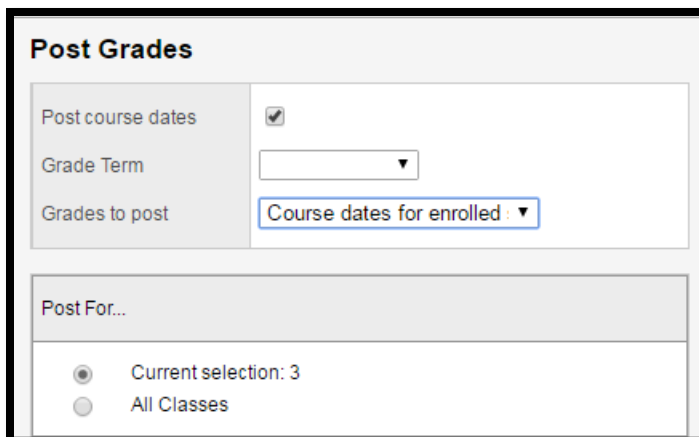 Post Grades
Post course dates
Grade Term
Grades to post Course dates for enrolled
Post For...
Current selection: 3
All Classes